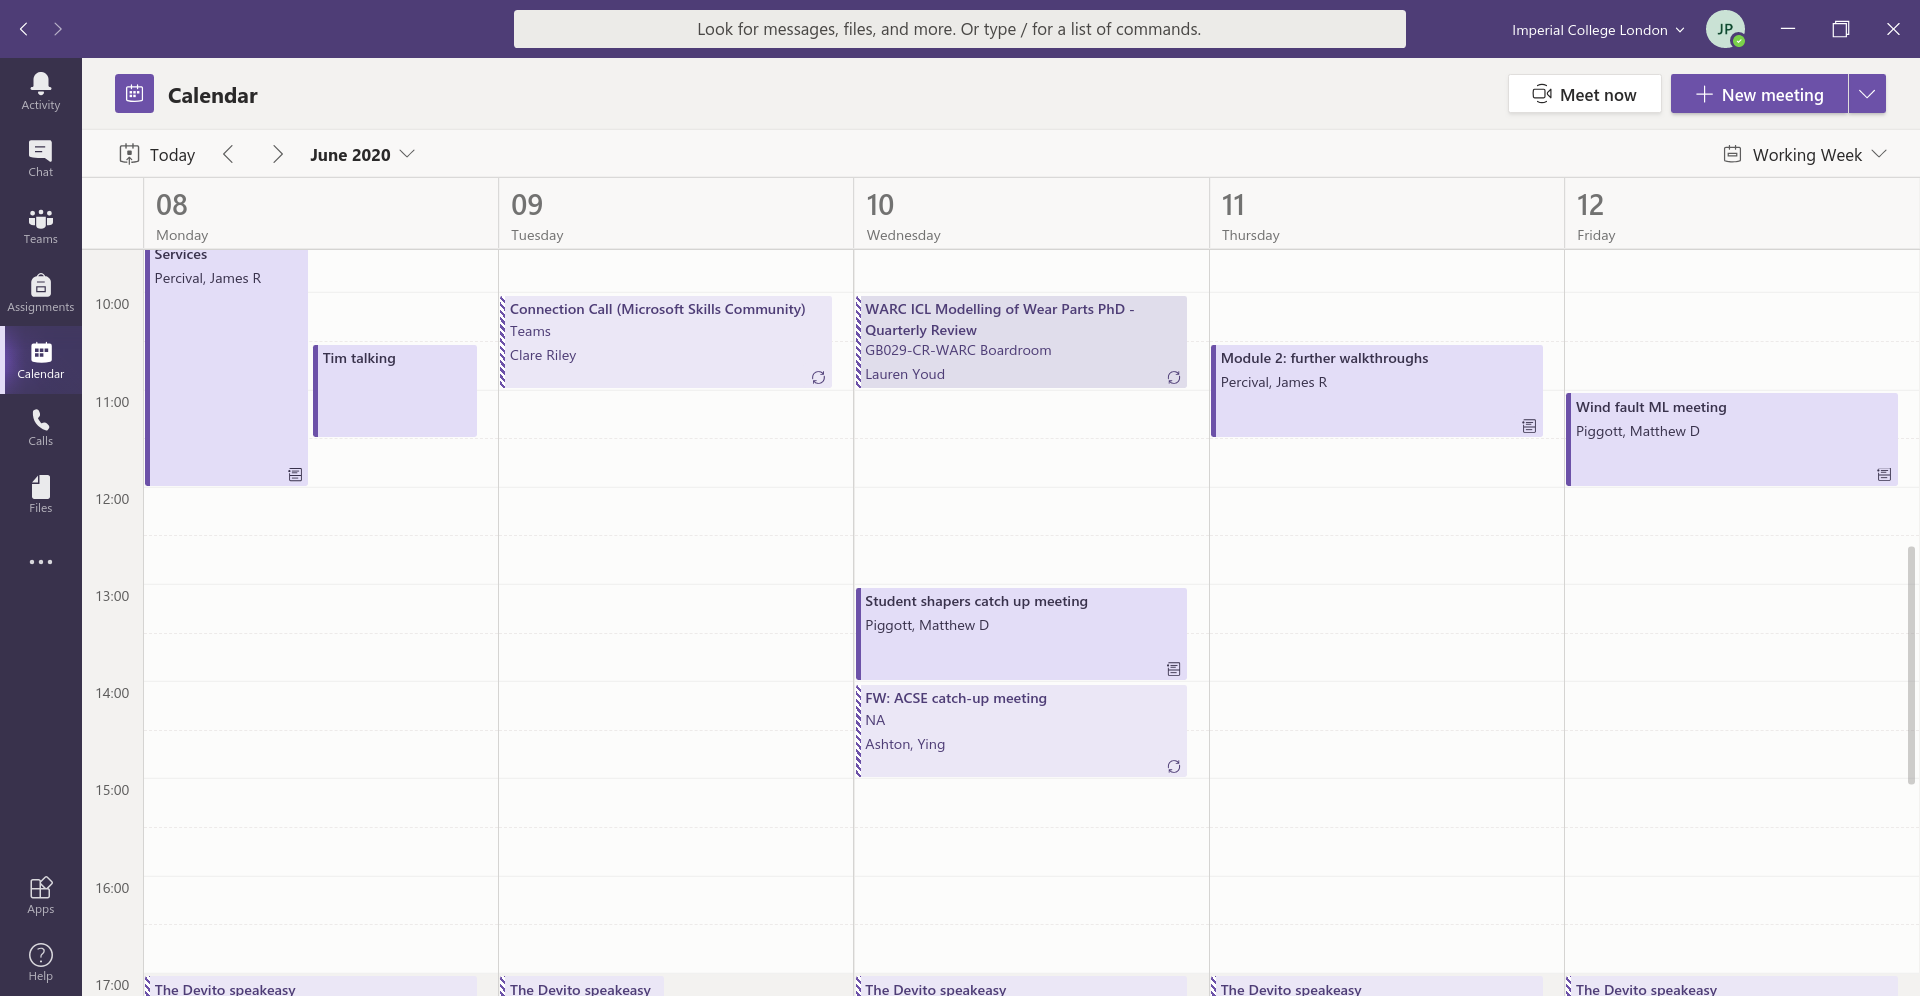 Look for messages, files, and more. Or type / for a list of commands.
Imperial College London
JP
Activity
Chat
Teams
Assignments
Calendar
Calls
Files
Apps
Help
Calendar
Meet now
New meeting
Today
June 2020
Working Week
08
Monday
09
Tuesday
10
Wednesday
11
Thursday
12
Friday
10:00
11:00
12:00
13:00
14:00
15:00
16:00
17:00
Services
Percival, James R
Tim talking
The Devito speakeasy
Connection Call (Microsoft Skills Community)
Teams
Clare Riley
The Devito speakeasy
WARC ICL Modelling of Wear Parts PhD -
Quarterly Review
GB029-CR-WARC Boardroom
Lauren Youd
Student shapers catch up meeting
Piggott, Matthew D
FW: ACSE catch-up meeting
NA
Ashton, Ying
The Devito speakeasy
Module 2: further walkthroughs
Percival, James R
The Devito speakeasy
Wind fault ML meeting
Piggott, Matthew D
The Devito speakeasy